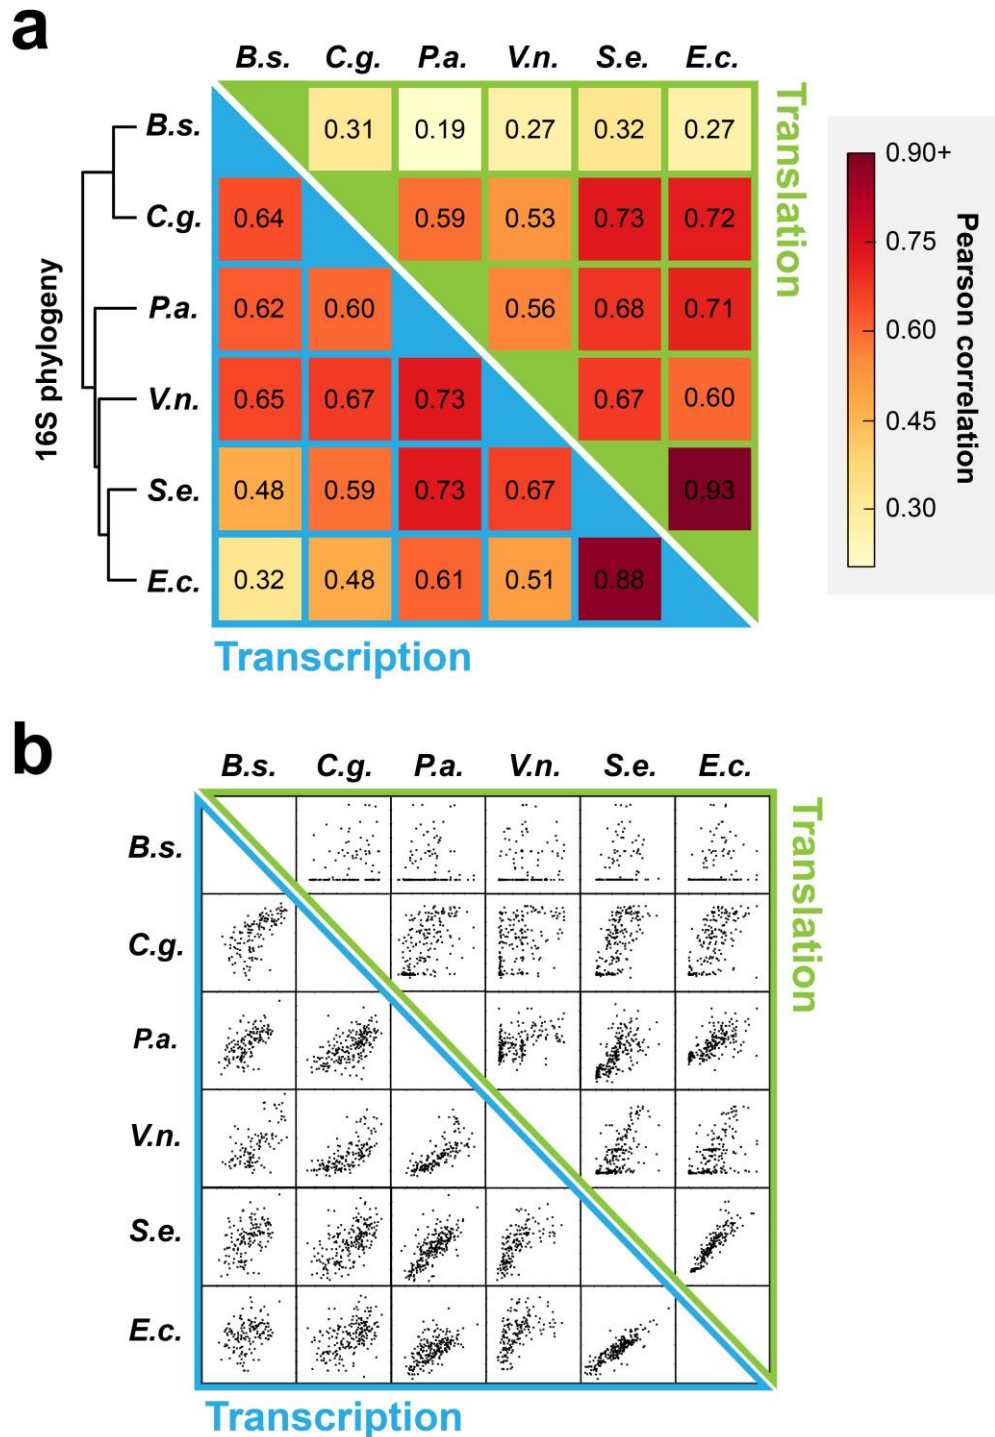 a
B.s. C.g. P.a. V.n. S.e. E.c.
B.s. 0.31 0.19 0.27 0.32 0.27
C.g. 0.64 0.59 0.53 0.73 0.72
P.a. 0.62 0.60 0.56 0.68 0.71
V.n. 0.65 0.67 0.73 0.67 0.60
S.e. 0.48 0.59 0.73 0.67 0.93
E.c. 0.32 0.48 0.61 0.51 0.88
16S phylogeny
Transcription
Translation
0.90+
0.75
0.60
0.45
0.30
Pearson correlation
b
B.s. C.g. P.a. V.n. S.e. E.c.
B.s.
C.g.
P.a.
V.n.
S.e.
E.c.
Translation
Transcription